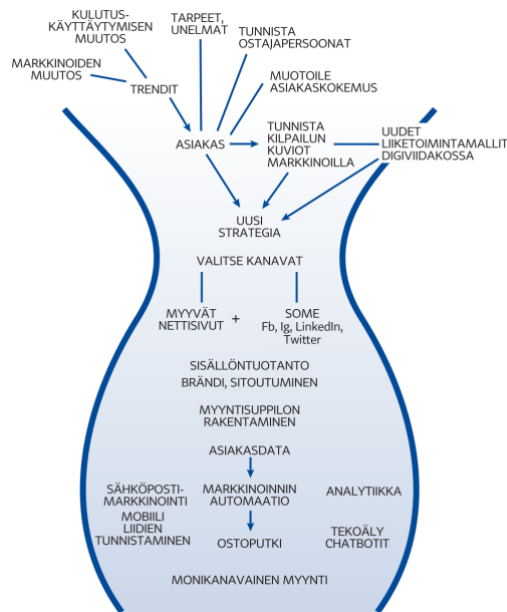 KULUTUS-
KÄYTTÄYTYMISEN
MUUTOS
TARPEET,
UNELMAT
TUNNISTA
OSTAJAPERSOONAT
MARKKINOIDEN
MUUTOS
TRENDIT
MUOTOILE
ASIAKASKOKEMUS
ASIAKAS
TUNNISTA
KILPAILUN
KUVIOT
MARKKINOILLA
UUDET
LIIKETOIMINTAMALLIT
DIGIVIIDAKOSSA
UUSI
STRATEGIA
VALITSE KANAVAT
MYYVÄT
NETTISIVUT
+
SOME
Fb, Ig, LinkedIn,
Twitter
SISÄLLÖNTUOTANTO
BRÄNDI, SITOUTUMINEN
MYYNTISUPPILON
RAKENTAMINEN
ASIAKASDATA
SÄHKÖPOSTI-
MARKKINOINTI
MARKKINOINNIN
AUTOMAATIO
ANALYTIIKKA
MOBIILI
LIIDIEN
TUNNISTAMINEN
OSTOPUTKI
TEKOÄLY
CHATBOTIT
MONIKANAVAINEN MYYNTI